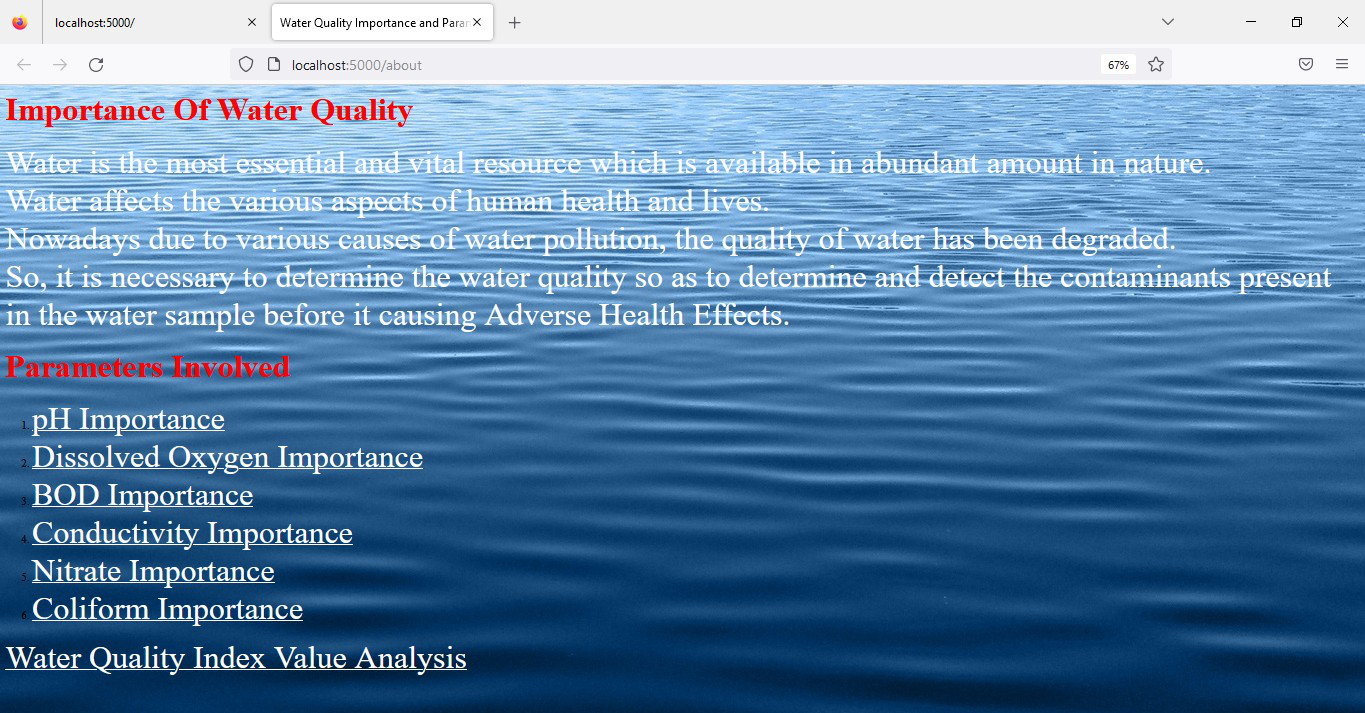 localhost:5000/
Water Quality Importance and Para
localhost:5000/about
67%
Importance Of Water Quality
Water is the most essential and vital resource which is available in abundant amount in nature.
Water affects the various aspects of human health and lives.
Nowadays due to various causes of water pollution, the quality of water has been degraded.
So, it is necessary to determine the water quality so as to determine and detect the contaminants present
in the water sample before it causing Adverse Health Effects.
Parameters Involved
1. pH Importance
2. Dissolved Oxygen Importance
3. BOD Importance
4. Conductivity Importance
5. Nitrate Importance
6. Coliform Importance
Water Quality Index Value Analysis